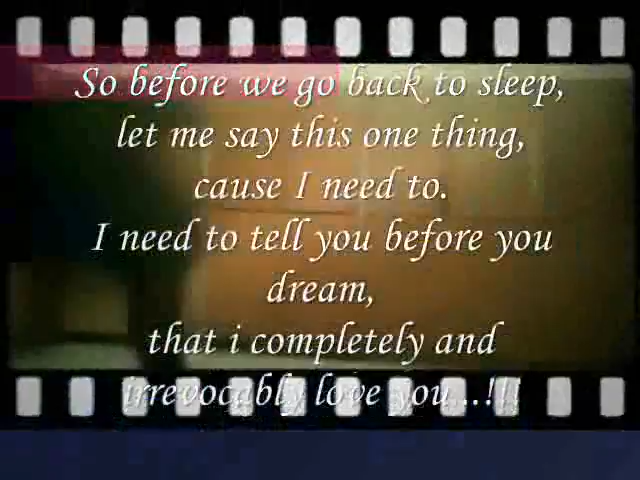 So before we go back to sleep,
let me say this one thing,
cause I need to.
I need to tell you before you
dream,
that i completely and
irrevocably love you...!!!